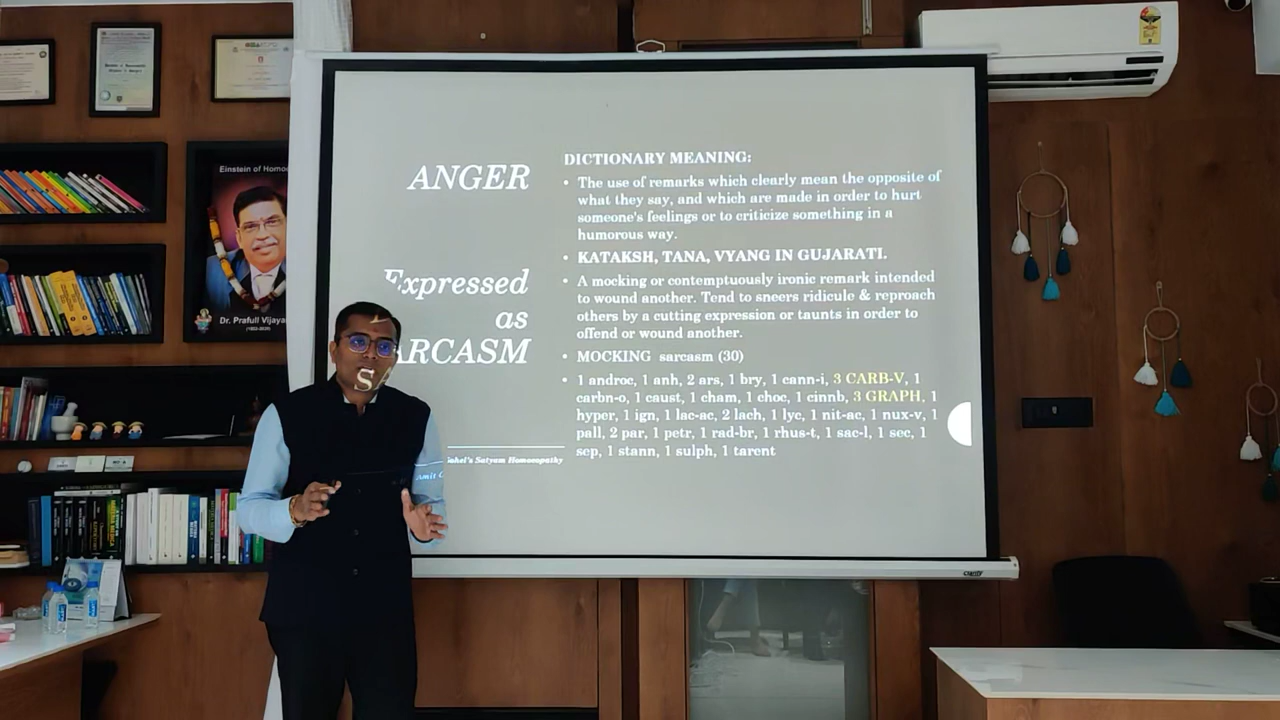 ANGER
Expressed
as
SARCASM
DICTIONARY MEANING:
• The use of remarks which clearly mean the opposite of
what they say, and which are made in order to hurt
someone's feelings or to criticize something in a
humorous way.
• KATAKSH, TANA, VYANG IN GUJARATI.
• A mocking or contemptuously ironic remark intended
to wound another. Tend to sneers ridicule & reproach
others by a cutting expression or taunts in order to
offend or wound another.
• MOCKING sarcasm (30)
• 1 androc, 1 anh, 2 ars, 1 bry, 1 cann-i, 3 CARB-V, 1
carbn-o, 1 caust, 1 cham, 1 choc, 1 cinnb, 3 GRAPH, 1
hyper, 1 ign, 1 lac-ac, 2 lach, 1 lyc, 1 nit-ac, 1 nux-v, 1
pall, 2 par, 1 petr, 1 rad-br, 1 rhus-t, 1 sac-l, 1 sec, 1
sep, 1 stann, 1 sulph, 1 tarent
Amit Gohel's Satyam Homoeopathy
Einstein of Homoe
Dr. Prafull Vijaya